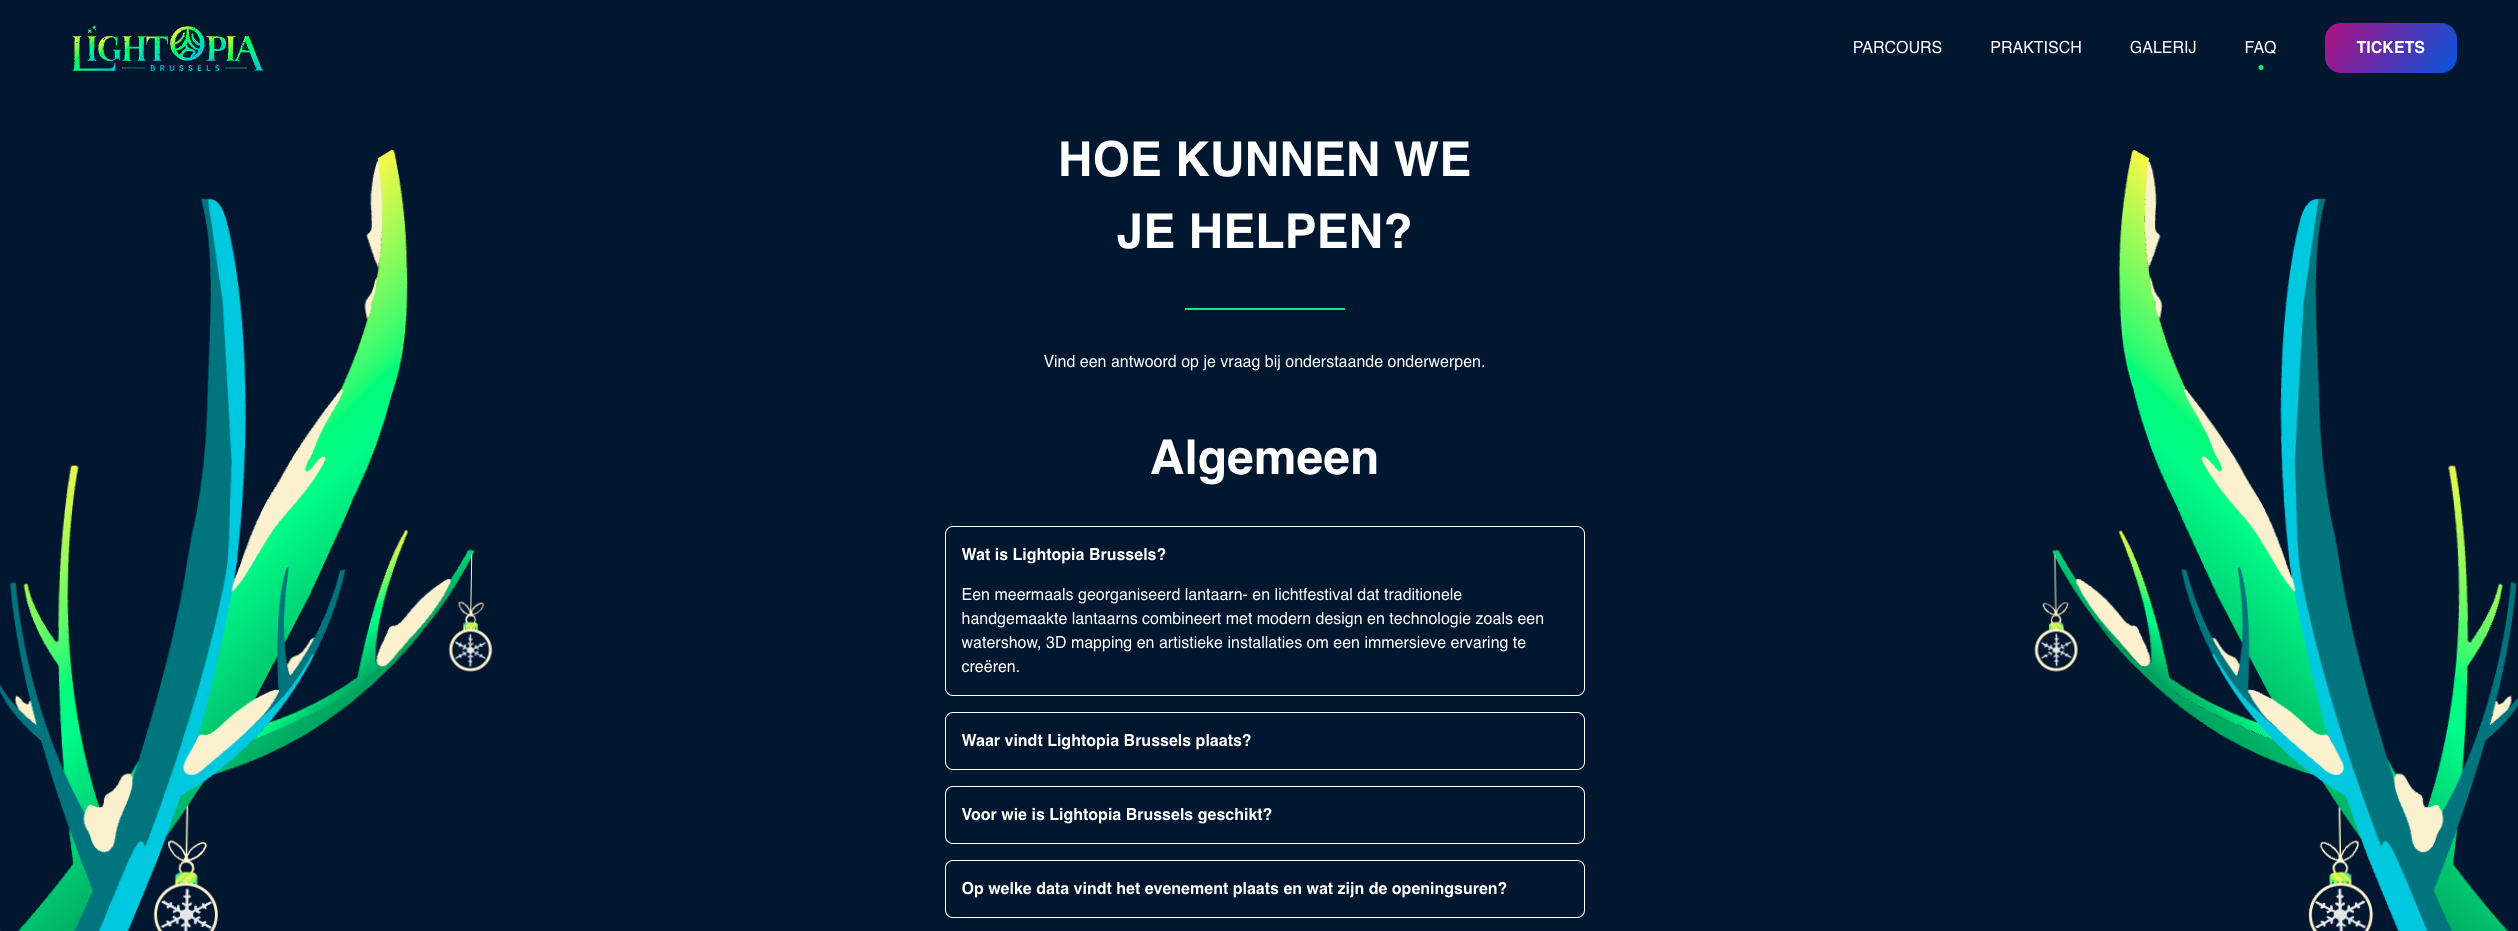 LIGHTOPIA
BRUSSELS
PARCOURS
PRAKTISCH
GALERIJ
FAQ
TICKETS
HOE KUNNEN WE
JE HELPEN?
Vind een antwoord op je vraag bij onderstaande onderwerpen.
Algemeen
Wat is Lightopia Brussels?
Een meermaals georganiseerd lantaarn- en lichtfestival dat traditionele
handgemaakte lantaarns combineert met modern design en technologie zoals een
watershow, 3D mapping en artistieke installaties om een immersieve ervaring te
creëren.
Waar vindt Lightopia Brussels plaats?
Voor wie is Lightopia Brussels geschikt?
Op welke data vindt het evenement plaats en wat zijn de openingsuren?